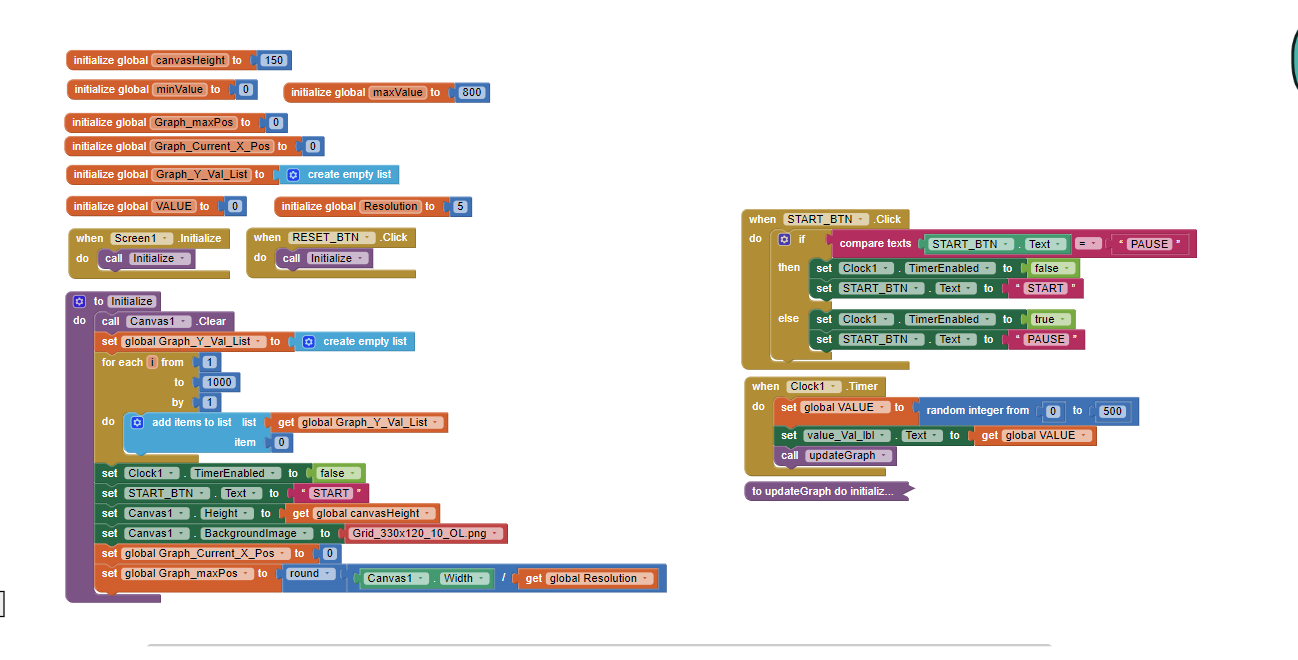 initialize global canvasHeight to 150
initialize global minValue to 0
initialize global maxValue to 800
initialize global Graph_maxPos to 0
initialize global Graph_Current_X_Pos to 0
initialize global Graph_Y_Val_List to create empty list
initialize global VALUE to 0
initialize global Resolution to 5
when Screen1 .Initialize
do call Initialize
when RESET_BTN .Click
do call Initialize
to Initialize
do call Canvas1 .Clear
set global Graph_Y_Val_List to create empty list
for each i from 1
to 1000
by 1
do add items to list list get global Graph_Y_Val_List
item 0
set Clock1 . TimerEnabled to false
set START_BTN . Text to " START "
set Canvas1 . Height to get global canvasHeight
set Canvas1 . BackgroundImage to Grid_330x120_10_OL.png
set global Graph_Current_X_Pos to 0
set global Graph_maxPos to round Canvas1 . Width / get global Resolution
when START_BTN .Click
do if compare texts START_BTN . Text = " PAUSE "
then set Clock1 . TimerEnabled to false
set START_BTN . Text to " START "
else set Clock1 . TimerEnabled to true
set START_BTN . Text to " PAUSE "
when Clock1 .Timer
do set global VALUE to random integer from 0 to 500
set value_Val_lbl . Text to get global VALUE
call updateGraph
to updateGraph do initializ...